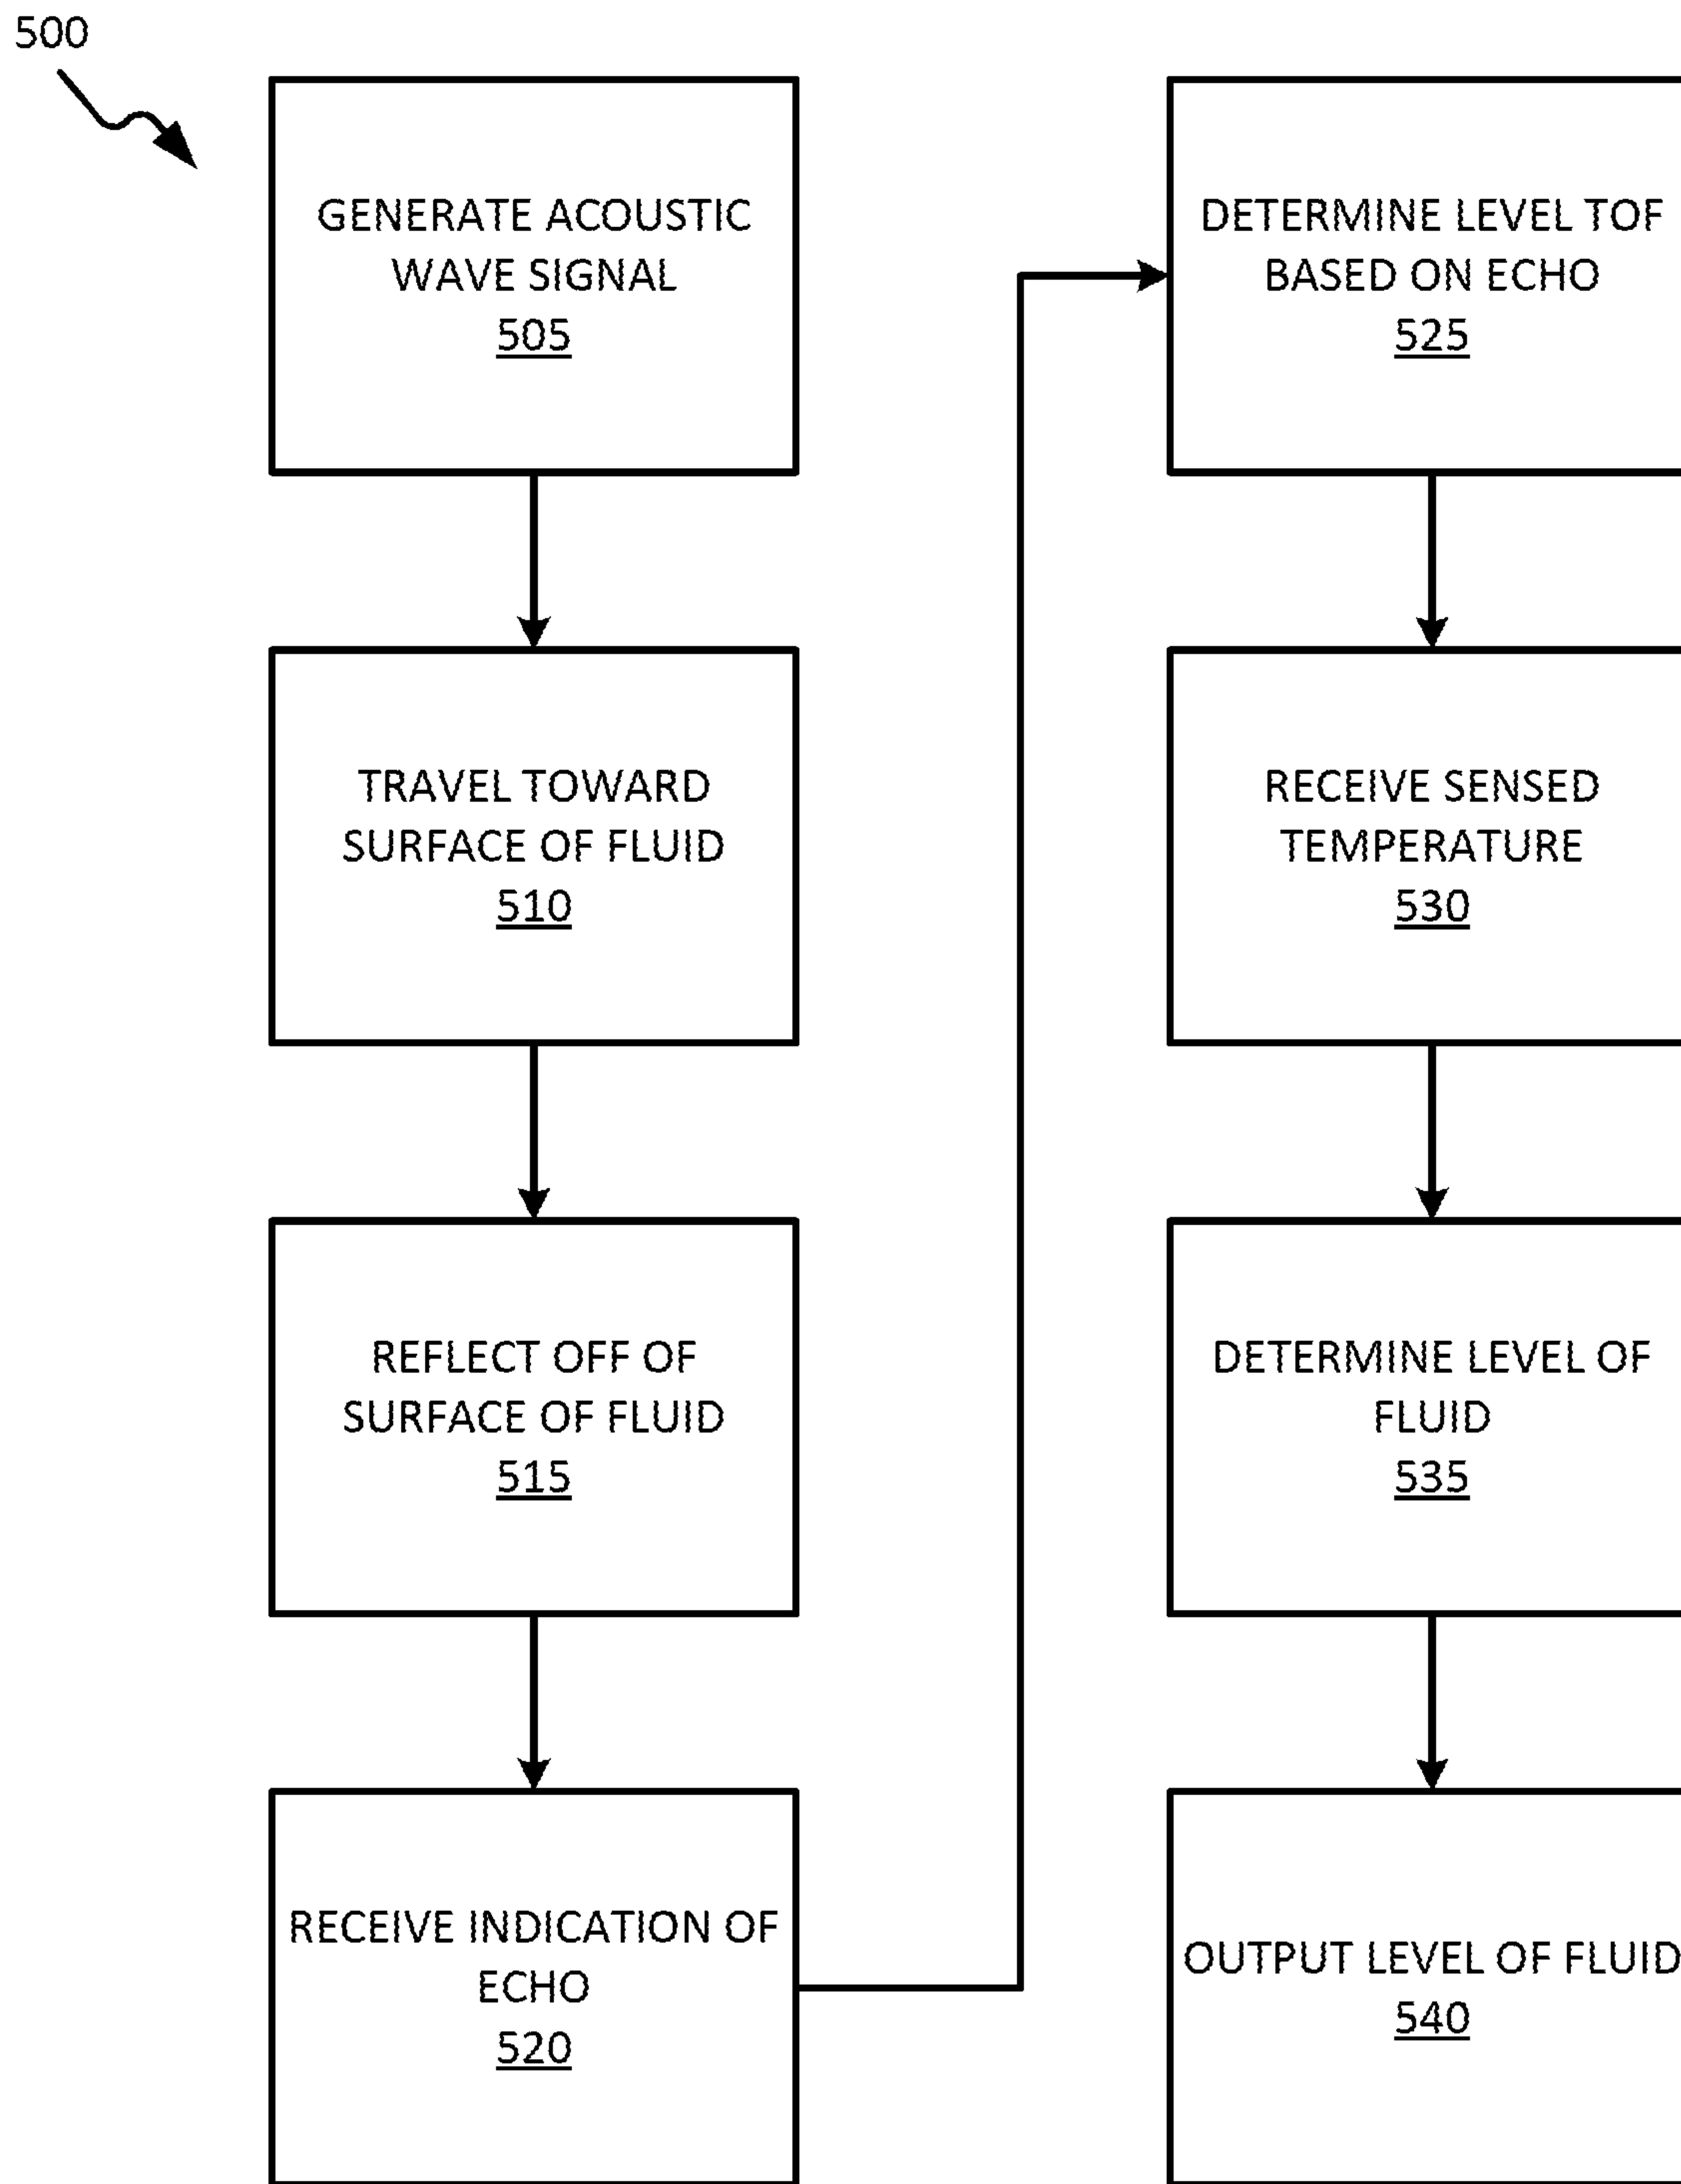 500
GENERATE ACOUSTIC
WAVE SIGNAL
505
TRAVEL TOWARD
SURFACE OF FLUID
510
REFLECT OFF OF
SURFACE OF FLUID
515
RECEIVE INDICATION OF
ECHO
520
DETERMINE LEVEL TOF
BASED ON ECHO
525
RECEIVE SENSED
TEMPERATURE
530
DETERMINE LEVEL OF
FLUID
535
OUTPUT LEVEL OF FLUID
540